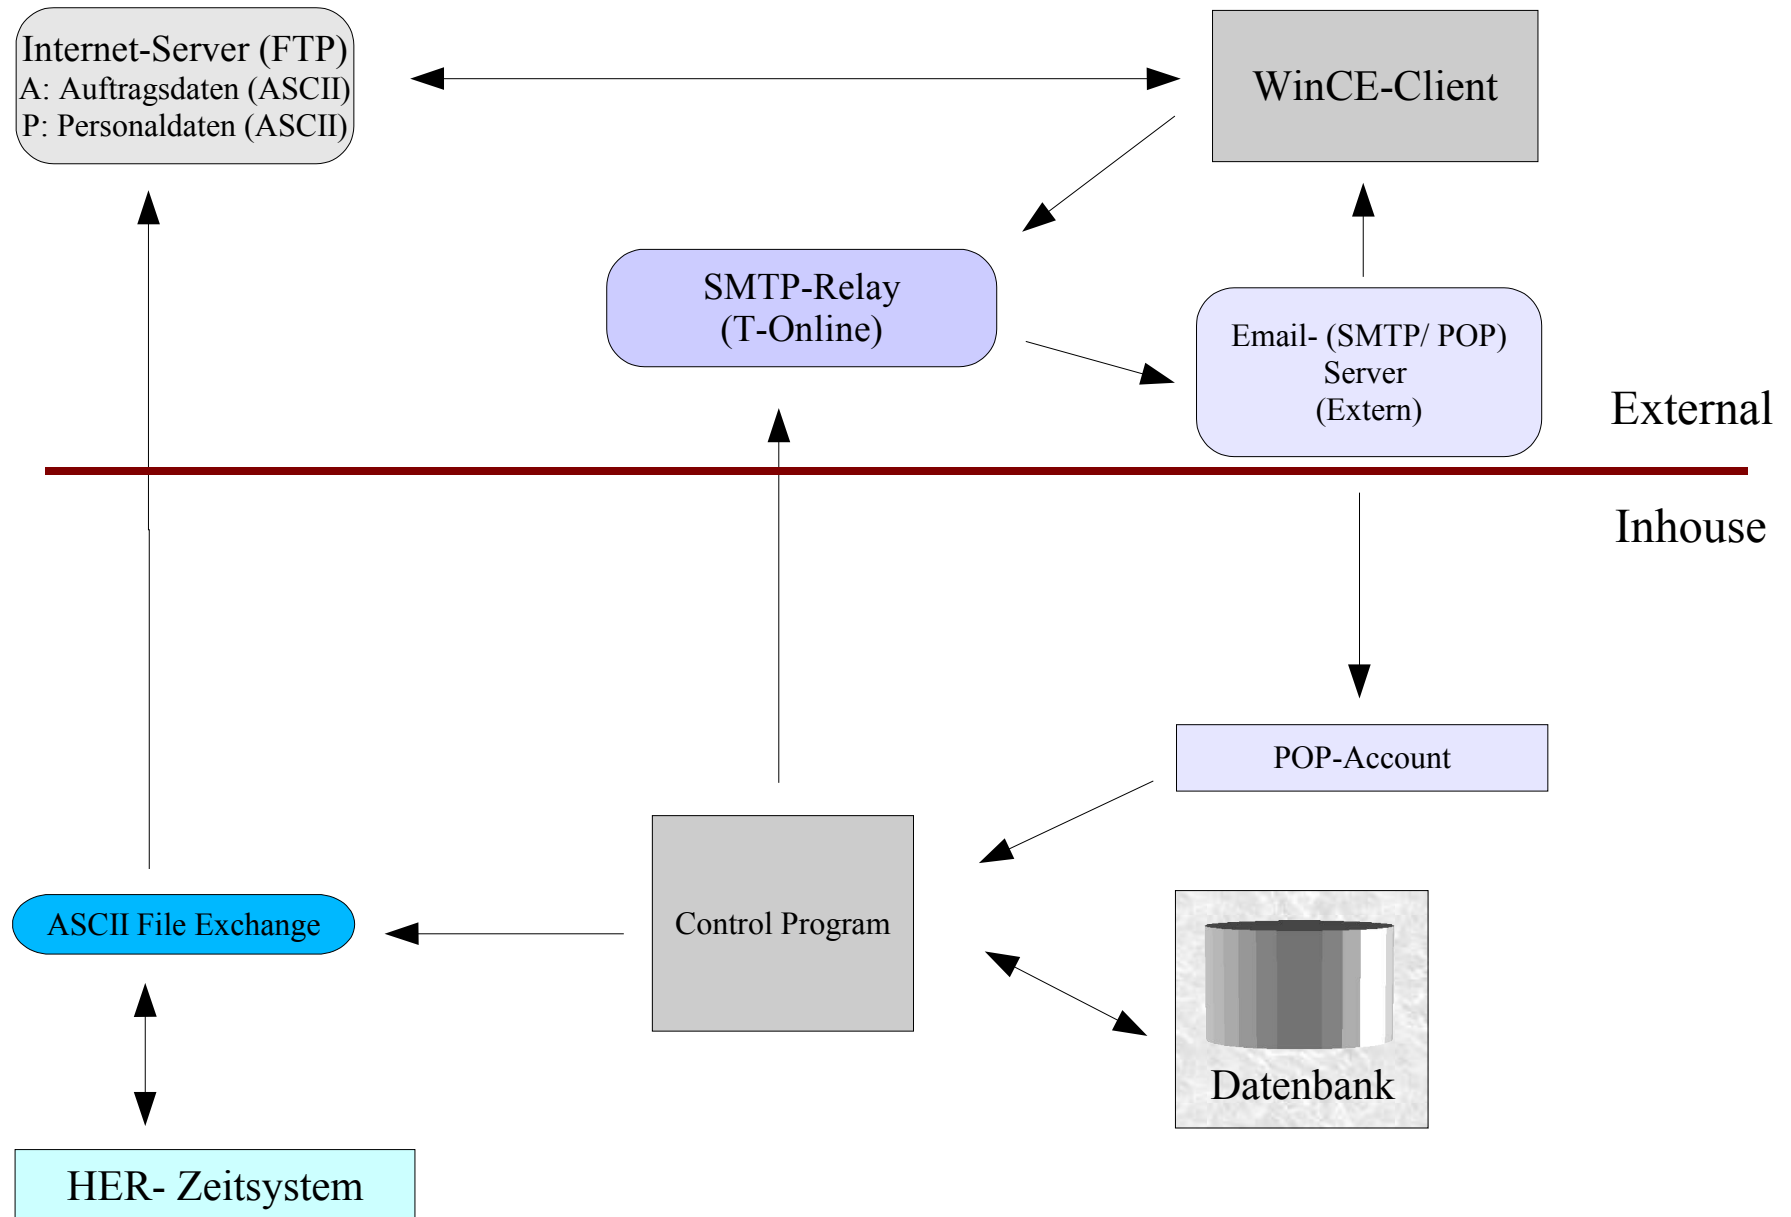 Internet-Server (FTP)
A: Auftragsdaten (ASCII)
P: Personaldaten (ASCII)
WinCE-Client
SMTP-Relay
(T-Online)
Email- (SMTP/ POP)
Server
(Extern)
External
Inhouse
POP-Account
Control Program
ASCII File Exchange
Datenbank
HER- Zeitsystem